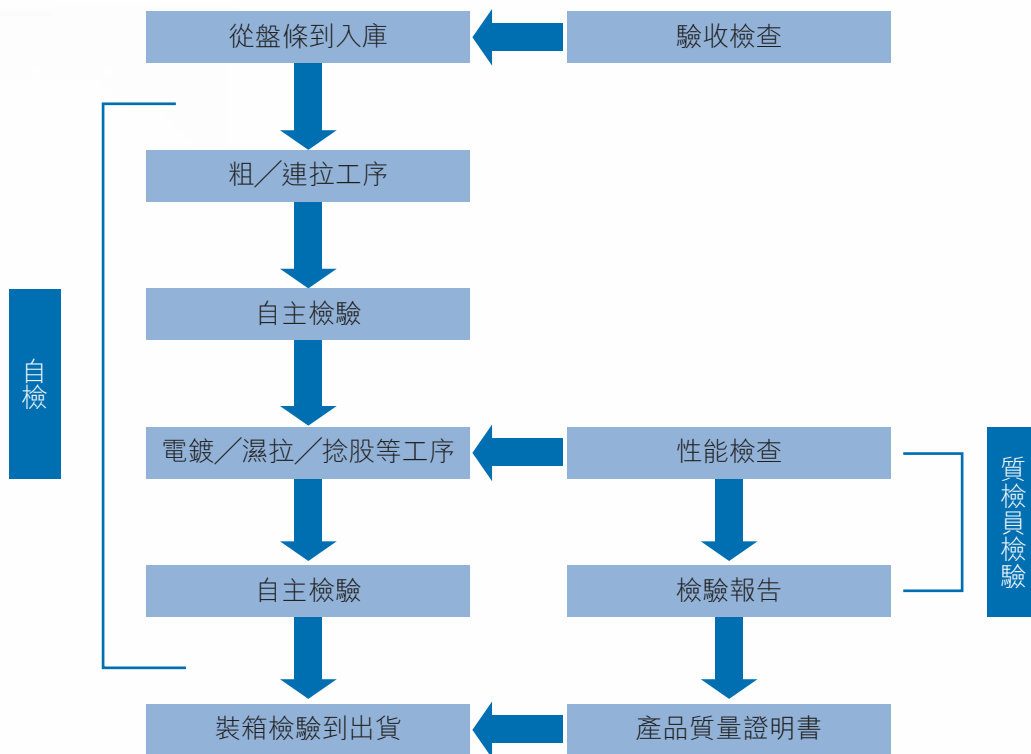 從盤條到入庫
驗收檢查
粗／連拉工序
自主檢驗
自檢
電鍍／濕拉／捻股等工序
性能檢查
質檢員檢驗
自主檢驗
檢驗報告
裝箱檢驗到出貨
產品質量證明書